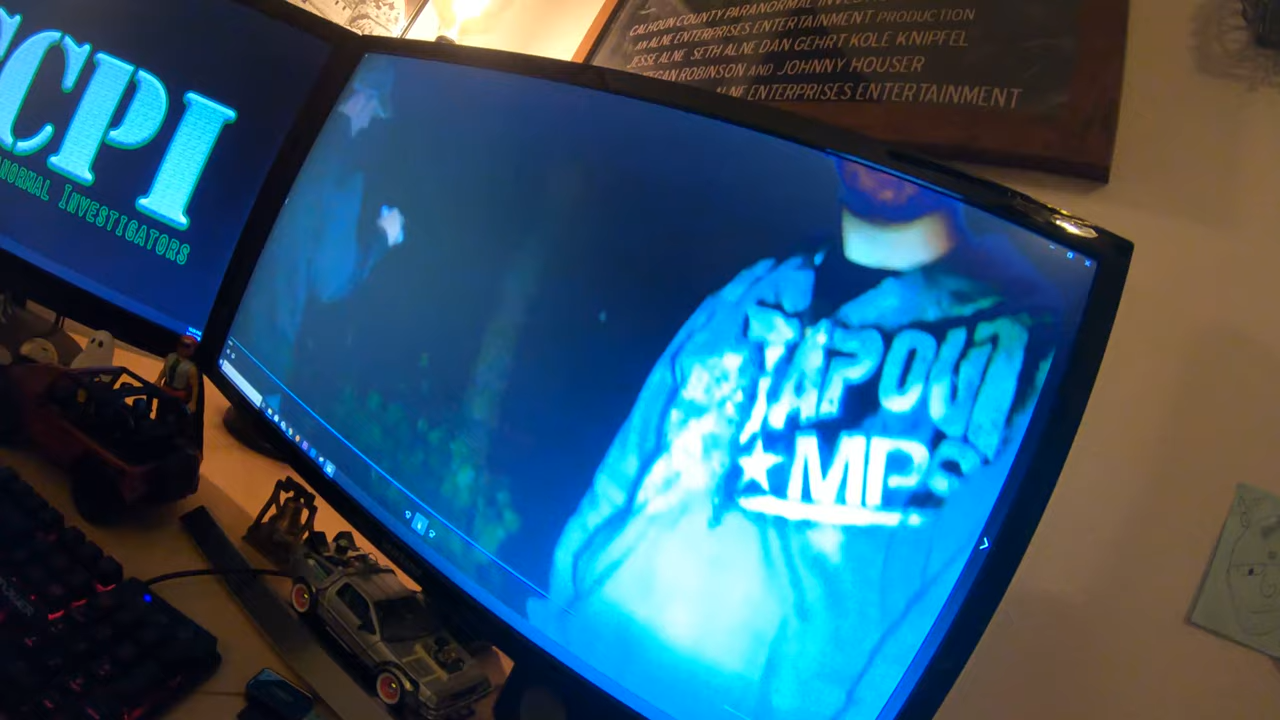 CALHOUN COUNTY PARANORMAL
AN ALNE ENTERPRISES ENTERTAINMENT PRODUCTION
JESSE ALNE SETH ALNE DAN GEHRT KOLE KNIPFEL
EGAN ROBINSON AND JOHNNY HOUSER
ALNE ENTERPRISES ENTERTAINMENT
CCPI
NORMAL INVESTIGATORS
TAPOUT
MPS